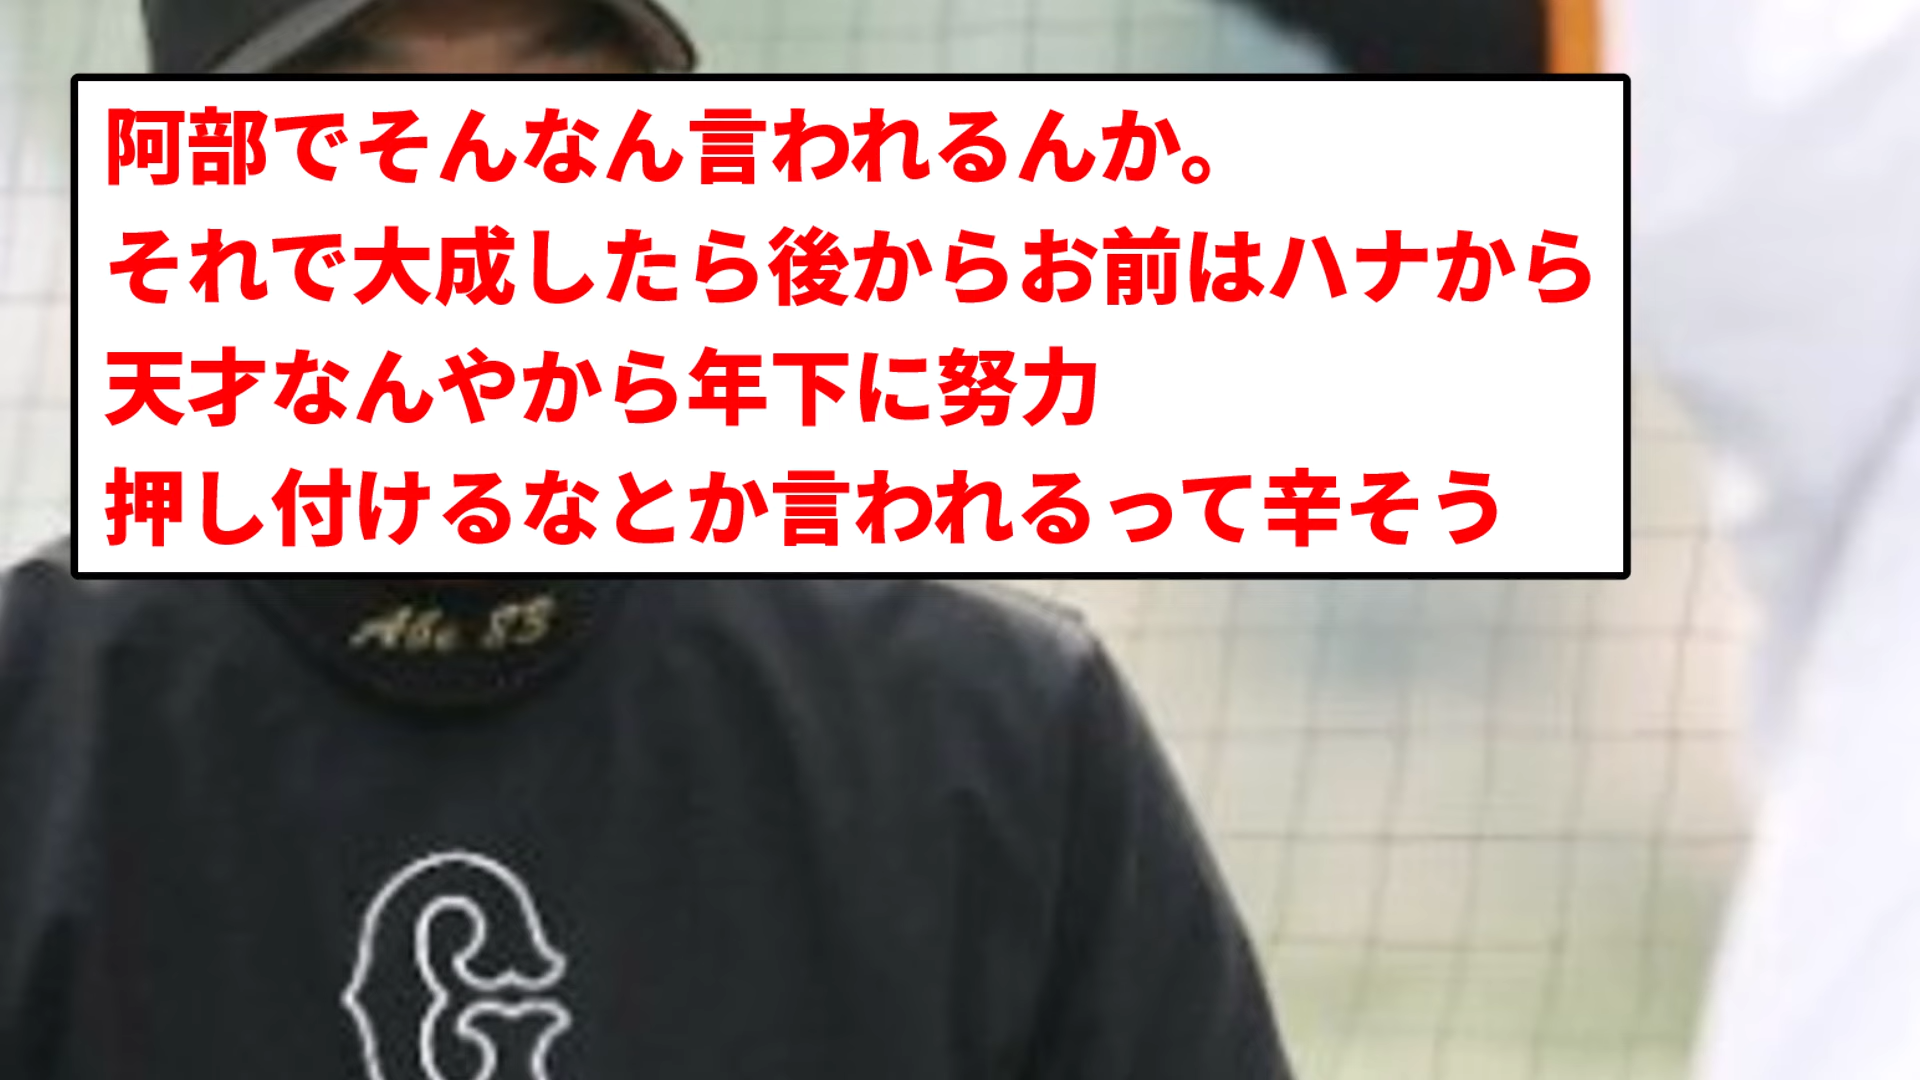 阿部でそんなん言われるんか。
それで大成したら後からお前はハナから
天才なんやから年下に努力
押し付けるなとか言われるって辛そう
Abe 83
G